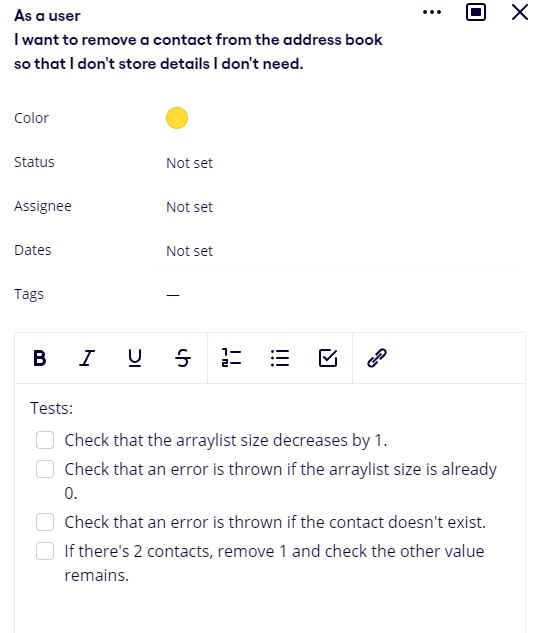 As a user
I want to remove a contact from the address book
so that I don't store details I don't need.
Color
Status Not set
Assignee Not set
Dates Not set
Tags —
B I U S
Tests:
Check that the arraylist size decreases by 1.
Check that an error is thrown if the arraylist size is already
0.
Check that an error is thrown if the contact doesn't exist.
If there's 2 contacts, remove 1 and check the other value
remains.